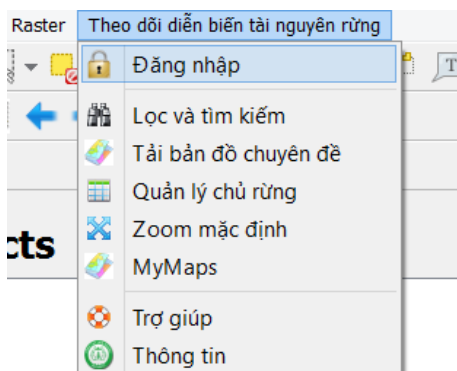 Raster Theo dõi diễn biến tài nguyên rừng
Đăng nhập
T
Lọc và tìm kiếm
Tải bản đồ chuyên đề
Quản lý chủ rừng
cts
Zoom mặc định
MyMaps
Trợ giúp
Thông tin